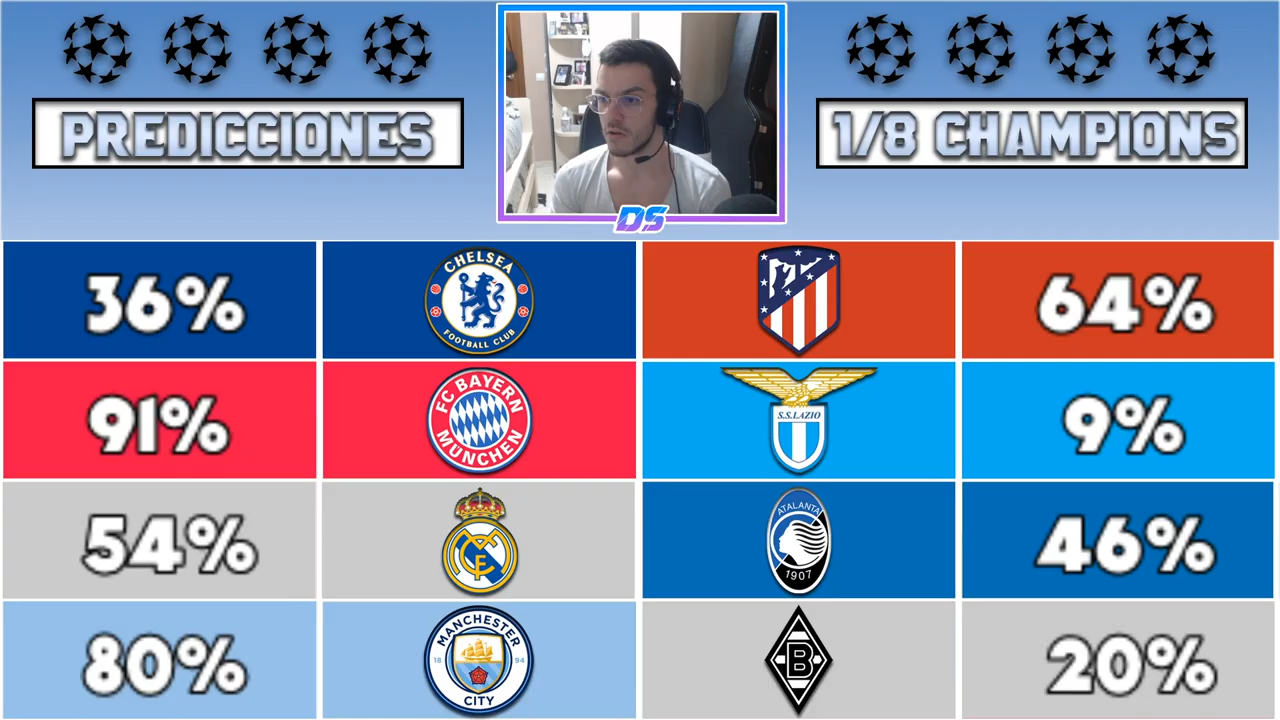 PREDICCIONES
1/8 CHAMPIONS
DS
36%
CHELSEA
FOOTBALL CLUB
64%
91%
FC BAYERN
MÜNCHEN
S.S.LAZIO
9%
54%
ATALANTA
1907
46%
80%
MANCHESTER
18 94
CITY
B
20%